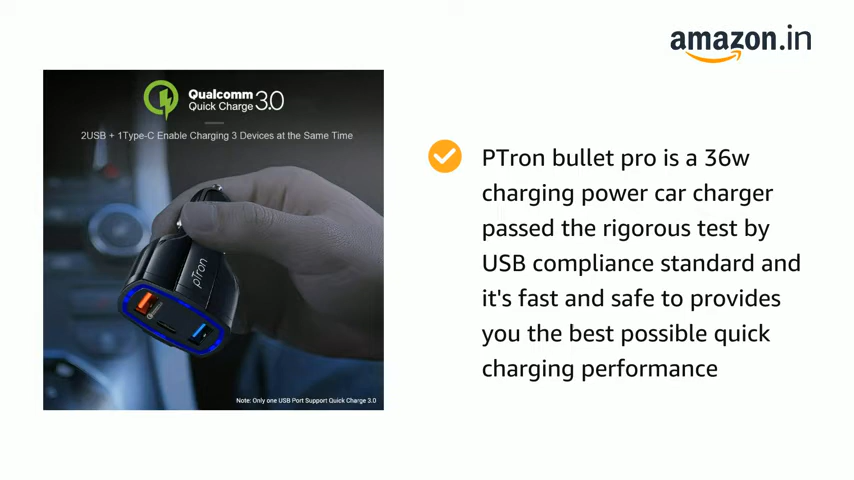 amazon.in
Qualcomm
Quick Charge 3.0
2USB + 1Type-C Enable Charging 3 Devices at the Same Time
pTron
Note: Only one USB Port Support Quick Charge 3.0
PTron bullet pro is a 36w
charging power car charger
passed the rigorous test by
USB compliance standard and
it's fast and safe to provides
you the best possible quick
charging performance